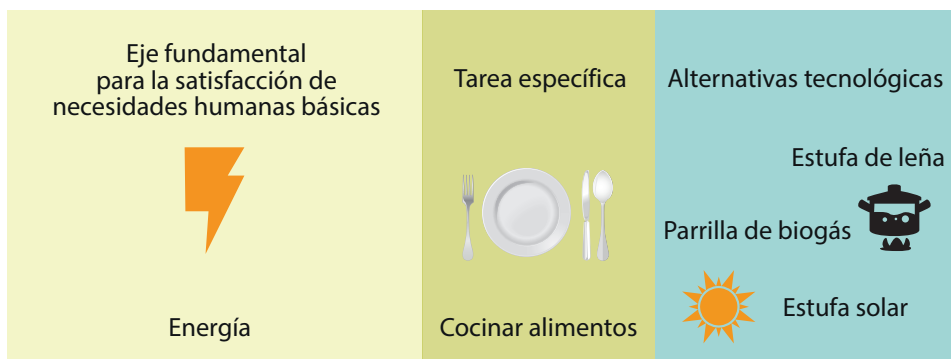 Eje fundamental
para la satisfacción de
necesidades humanas básicas
Energía
Tarea específica
Cocinar alimentos
Alternativas tecnológicas
Estufa de leña
Parrilla de biogás
Estufa solar